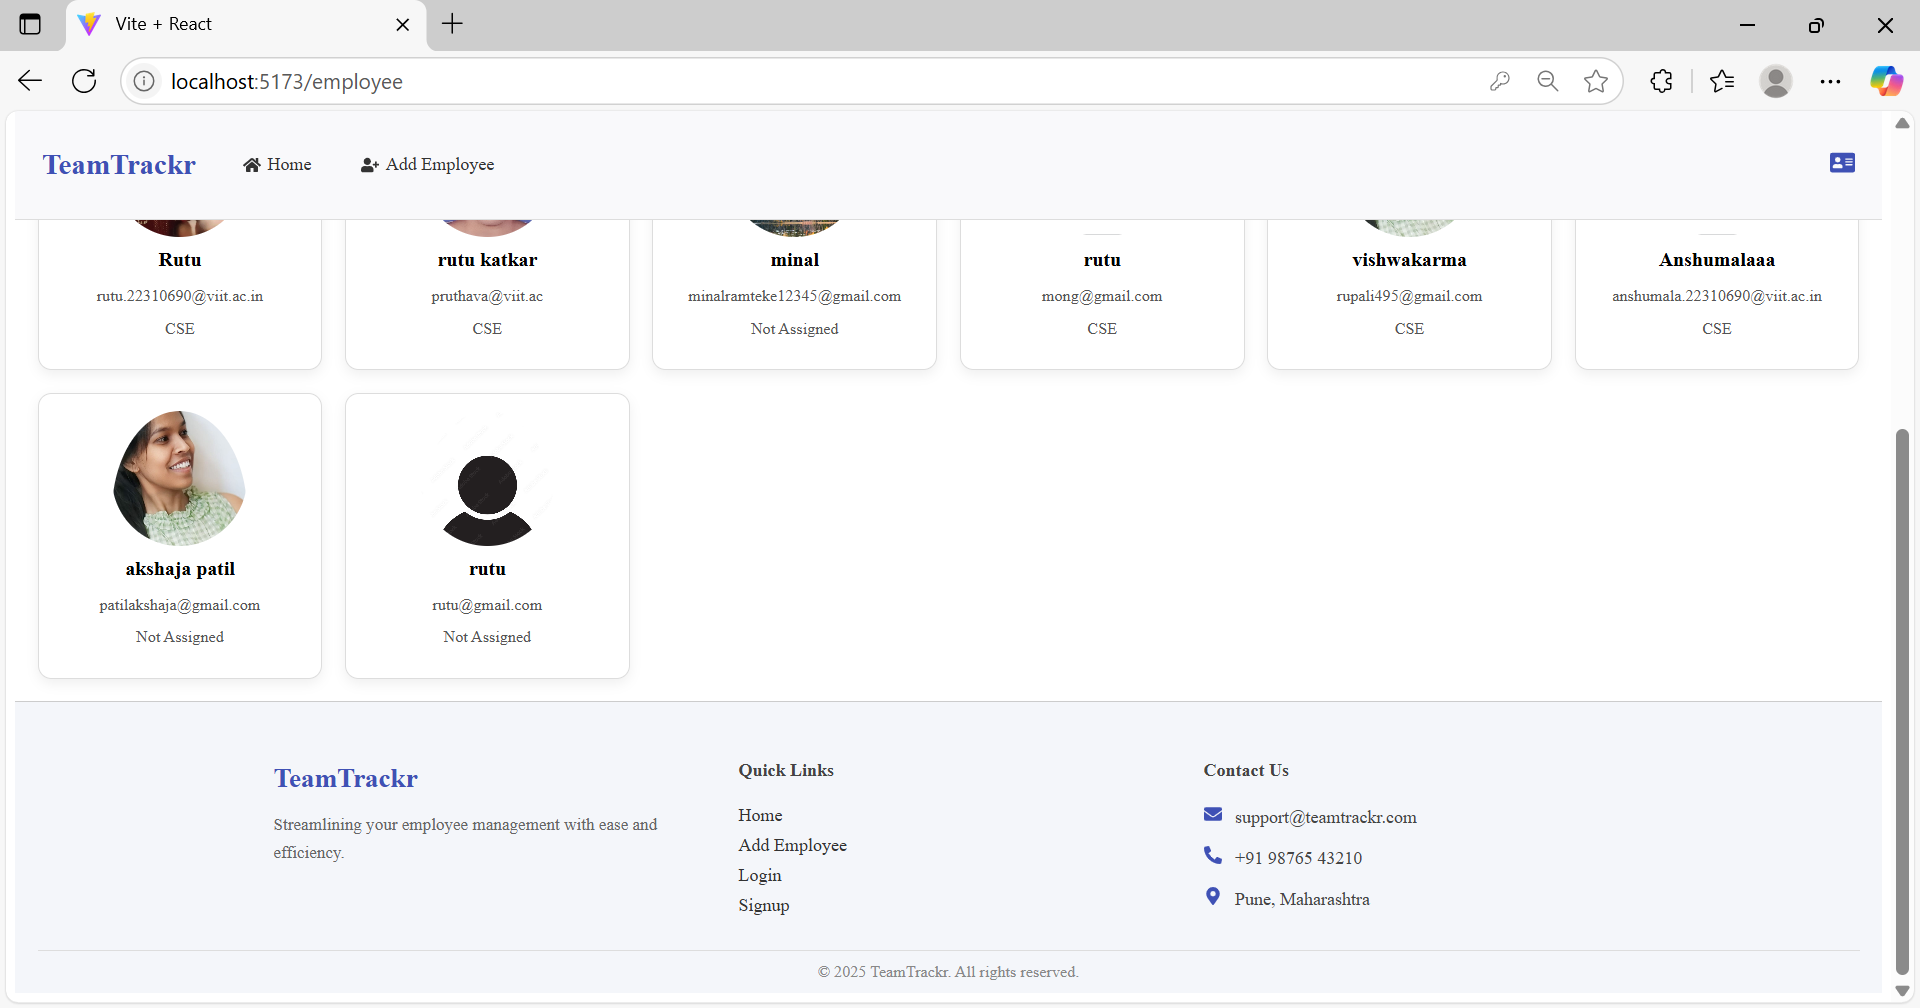 Vite + React
localhost:5173/employee
TeamTrackr Home Add Employee
Rutu
rutu.22310690@viit.ac.in
CSE
rutu katkar
pruthava@viit.ac
CSE
minal
minalramteke12345@gmail.com
Not Assigned
rutu
mong@gmail.com
CSE
vishwakarma
rupali495@gmail.com
CSE
Anshumalaaa
anshumala.22310690@viit.ac.in
CSE
akshaja patil
patilakshaja@gmail.com
Not Assigned
rutu
rutu@gmail.com
Not Assigned
TeamTrackr
Streamlining your employee management with ease and
efficiency.
Quick Links
Home
Add Employee
Login
Signup
Contact Us
support@teamtrackr.com
+91 98765 43210
Pune, Maharashtra
© 2025 TeamTrackr. All rights reserved.